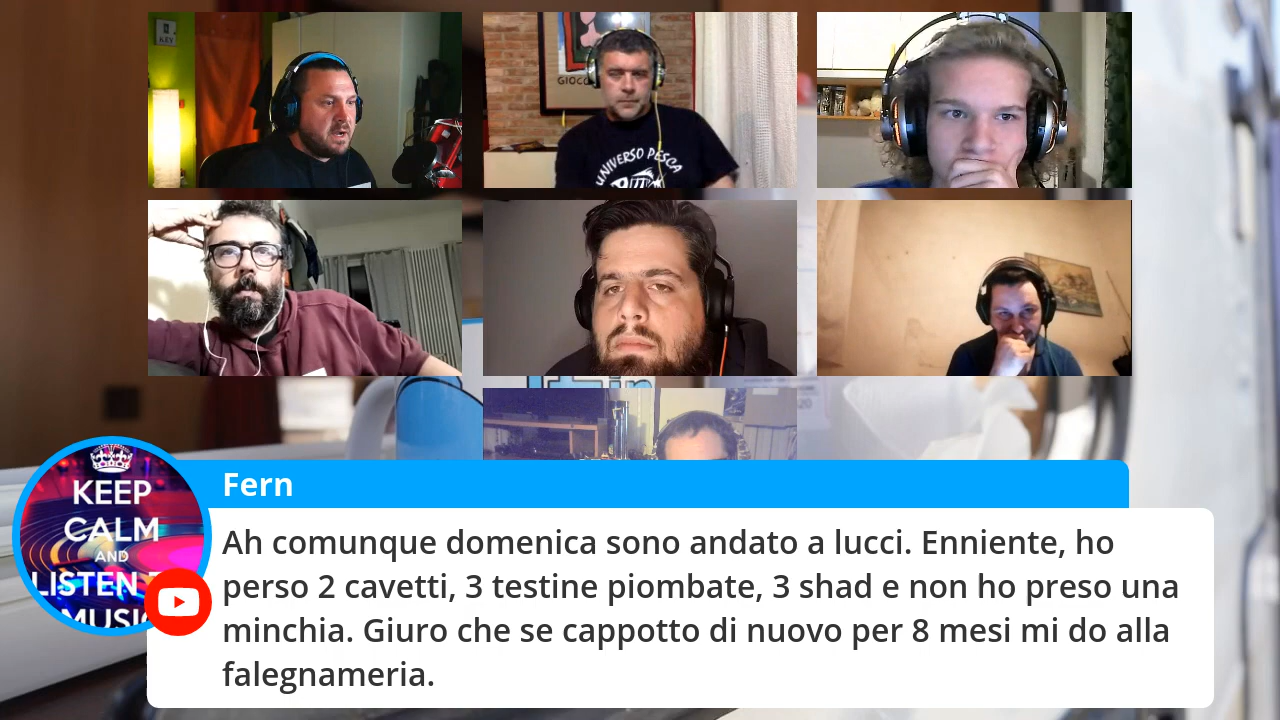 KEY
GIOCO
UNIVERSO PESCA
Fern
KEEP
CALM
AND
LISTEN
MUSIC
Ah comunque domenica sono andato a lucci. Enniente, ho
perso 2 cavetti, 3 testine piombate, 3 shad e non ho preso una
minchia. Giuro che se cappotto di nuovo per 8 mesi mi do alla
falegnameria.